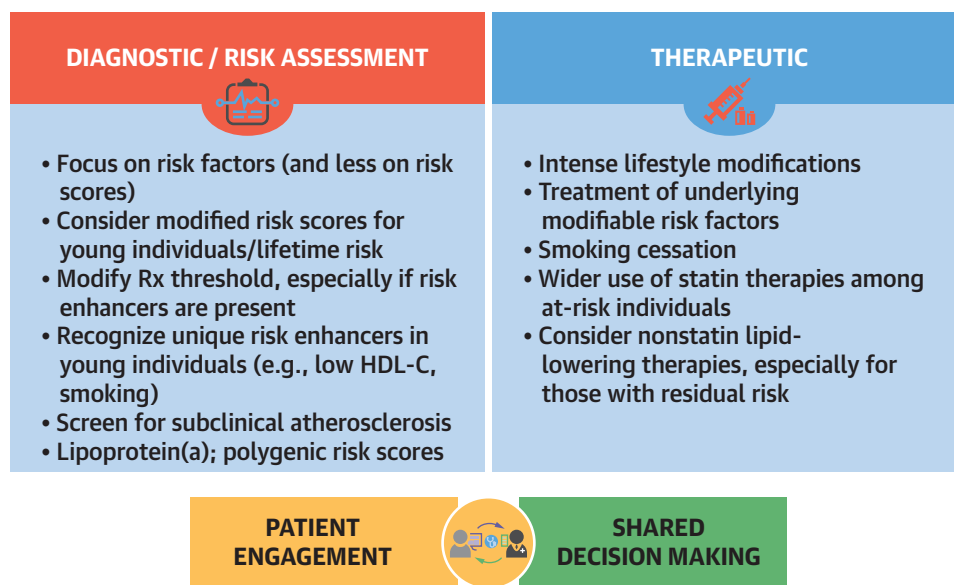 DIAGNOSTIC / RISK ASSESSMENT
• Focus on risk factors (and less on risk
scores)
• Consider modified risk scores for
young individuals/lifetime risk
• Modify Rx threshold, especially if risk
enhancers are present
• Recognize unique risk enhancers in
young individuals (e.g., low HDL-C,
smoking)
• Screen for subclinical atherosclerosis
• Lipoprotein(a); polygenic risk scores
THERAPEUTIC
• Intense lifestyle modifications
• Treatment of underlying
modifiable risk factors
• Smoking cessation
• Wider use of statin therapies among
at-risk individuals
• Consider nonstatin lipid-
lowering therapies, especially for
those with residual risk
PATIENT
ENGAGEMENT
SHARED
DECISION MAKING